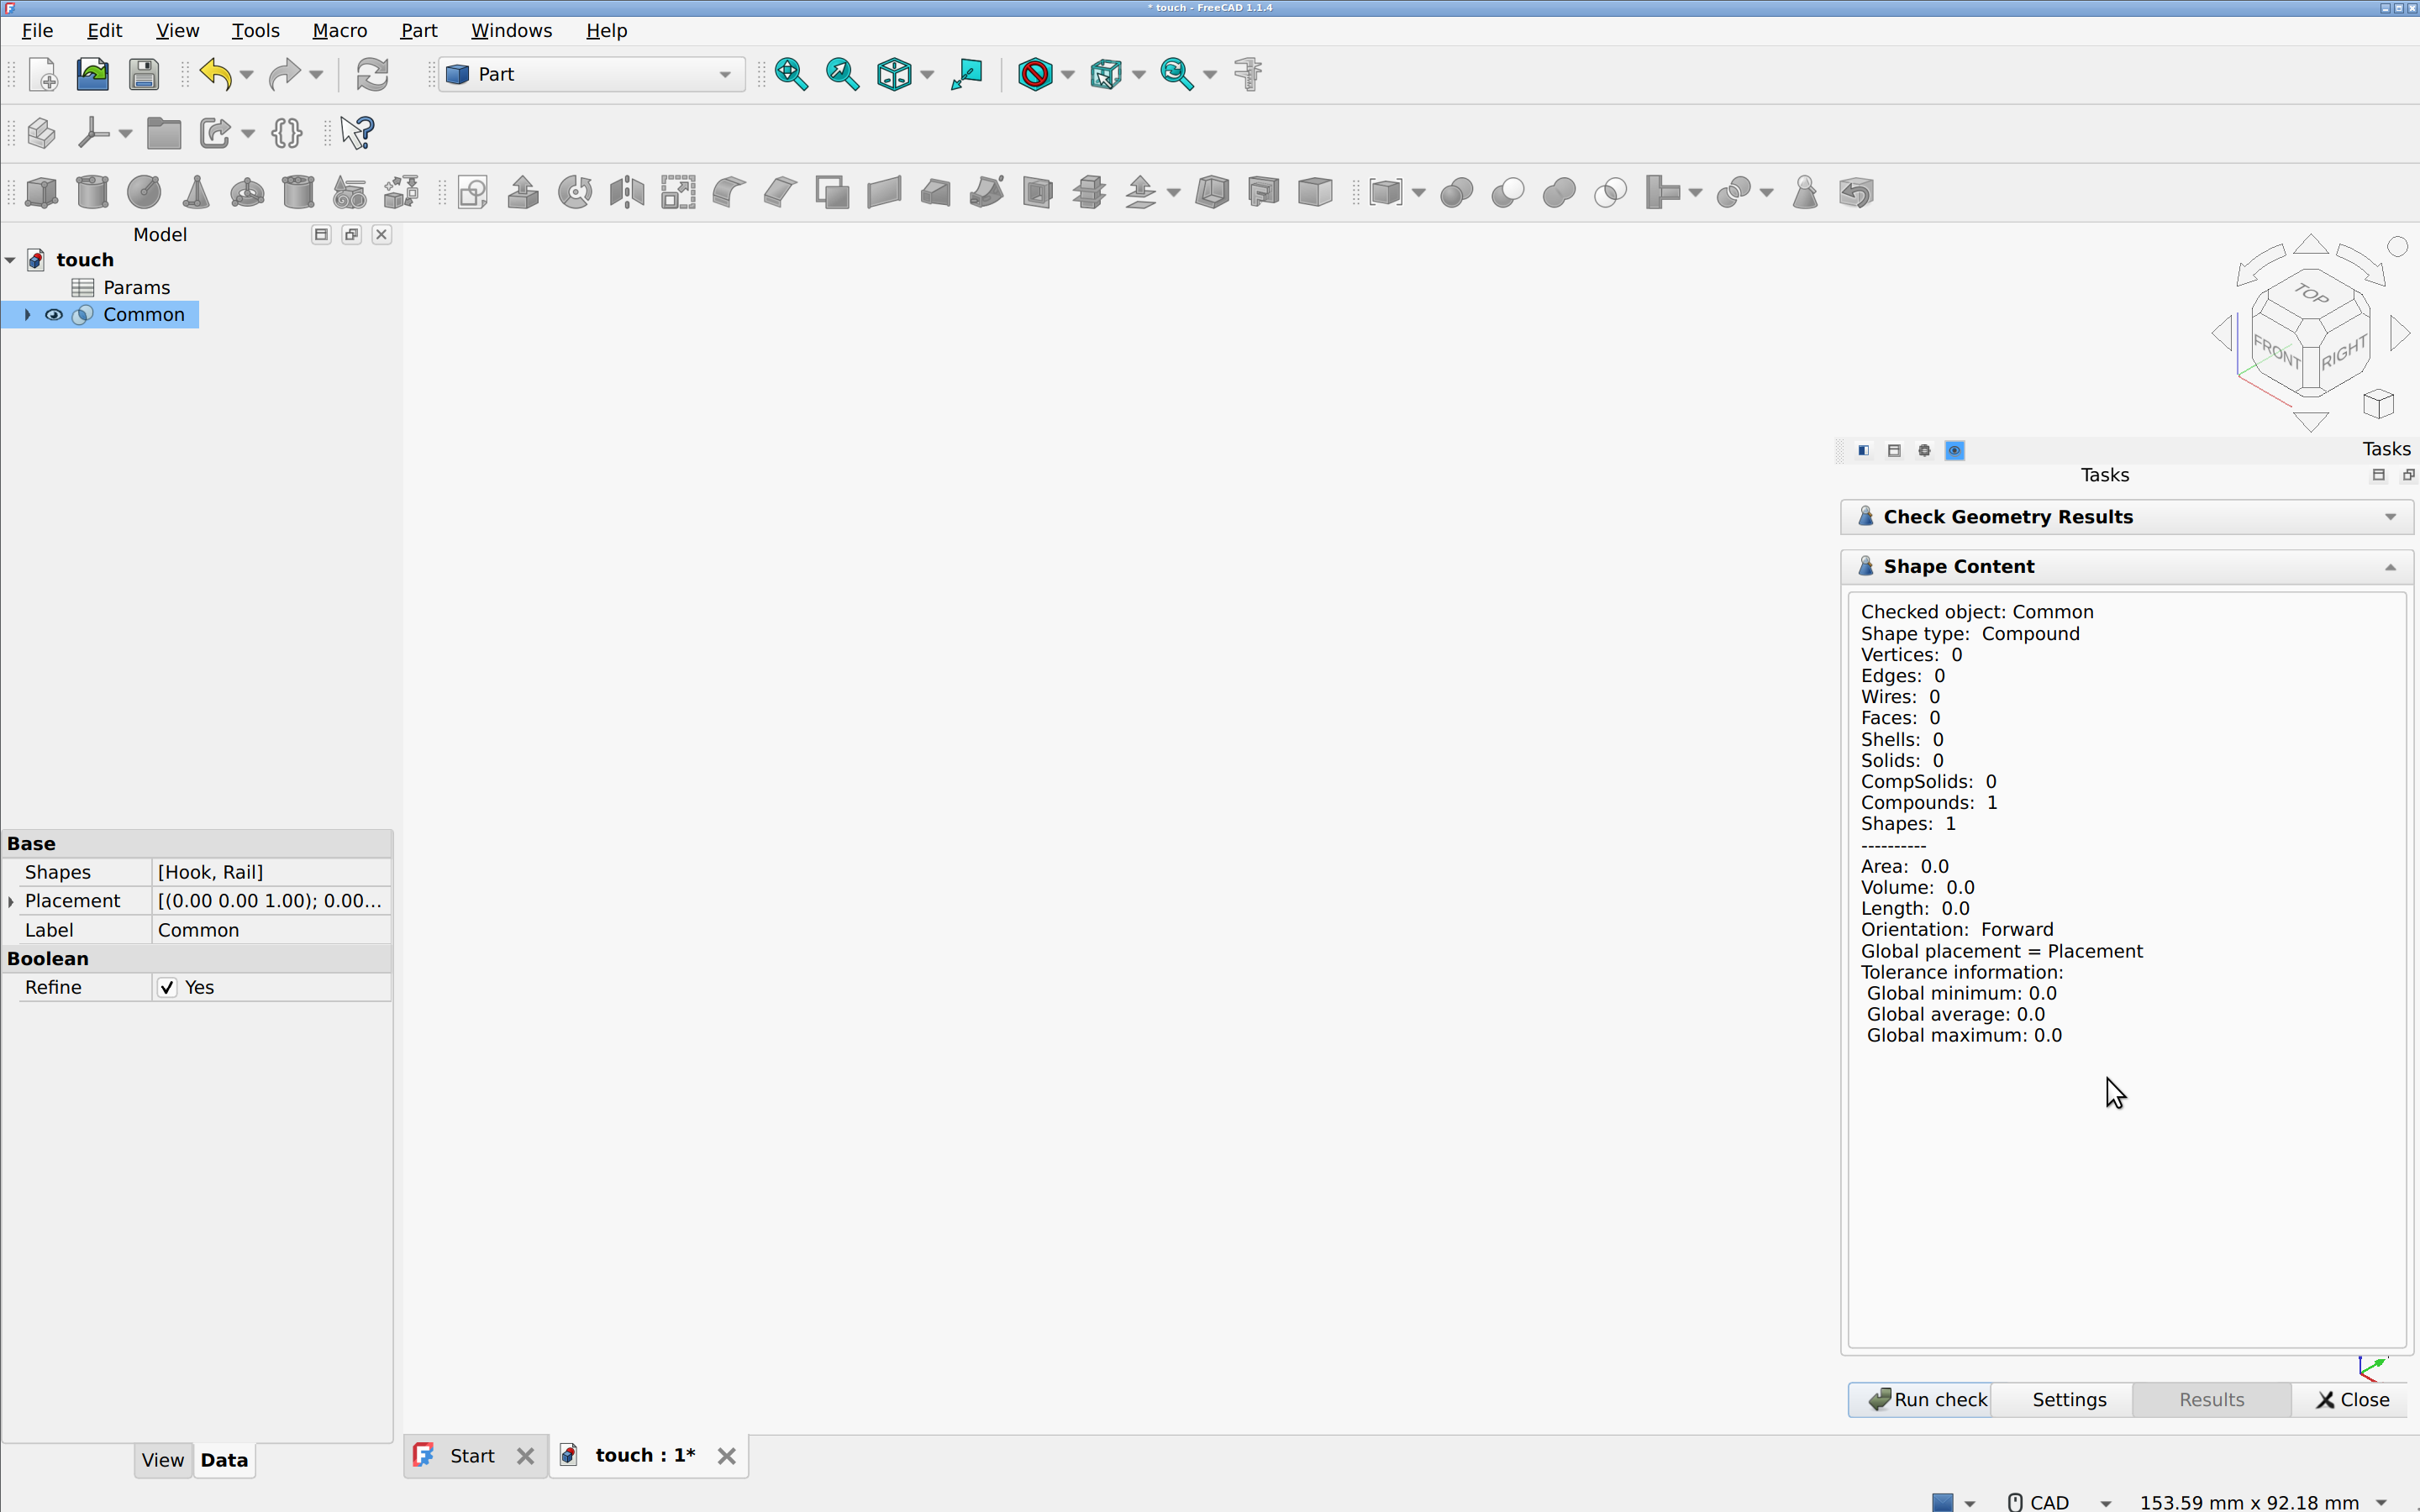 * touch - FreeCAD 1.1.4
File Edit View Tools Macro Part Windows Help
Part
Model
touch
Params
Common
TOP
FRONT
RIGHT
Tasks
Tasks
Check Geometry Results
Shape Content
Checked object: Common
Shape type: Compound
Vertices: 0
Edges: 0
Wires: 0
Faces: 0
Shells: 0
Solids: 0
CompSolids: 0
Compounds: 1
Shapes: 1
----------
Area: 0.0
Volume: 0.0
Length: 0.0
Orientation: Forward
Global placement = Placement
Tolerance information:
Global minimum: 0.0
Global average: 0.0
Global maximum: 0.0
Base
Shapes [Hook, Rail]
Placement [(0.00 0.00 1.00); 0.00...
Label Common
Boolean
Refine Yes
Run check Settings Results Close
View Data
Start
touch : 1*
CAD
153.59 mm x 92.18 mm